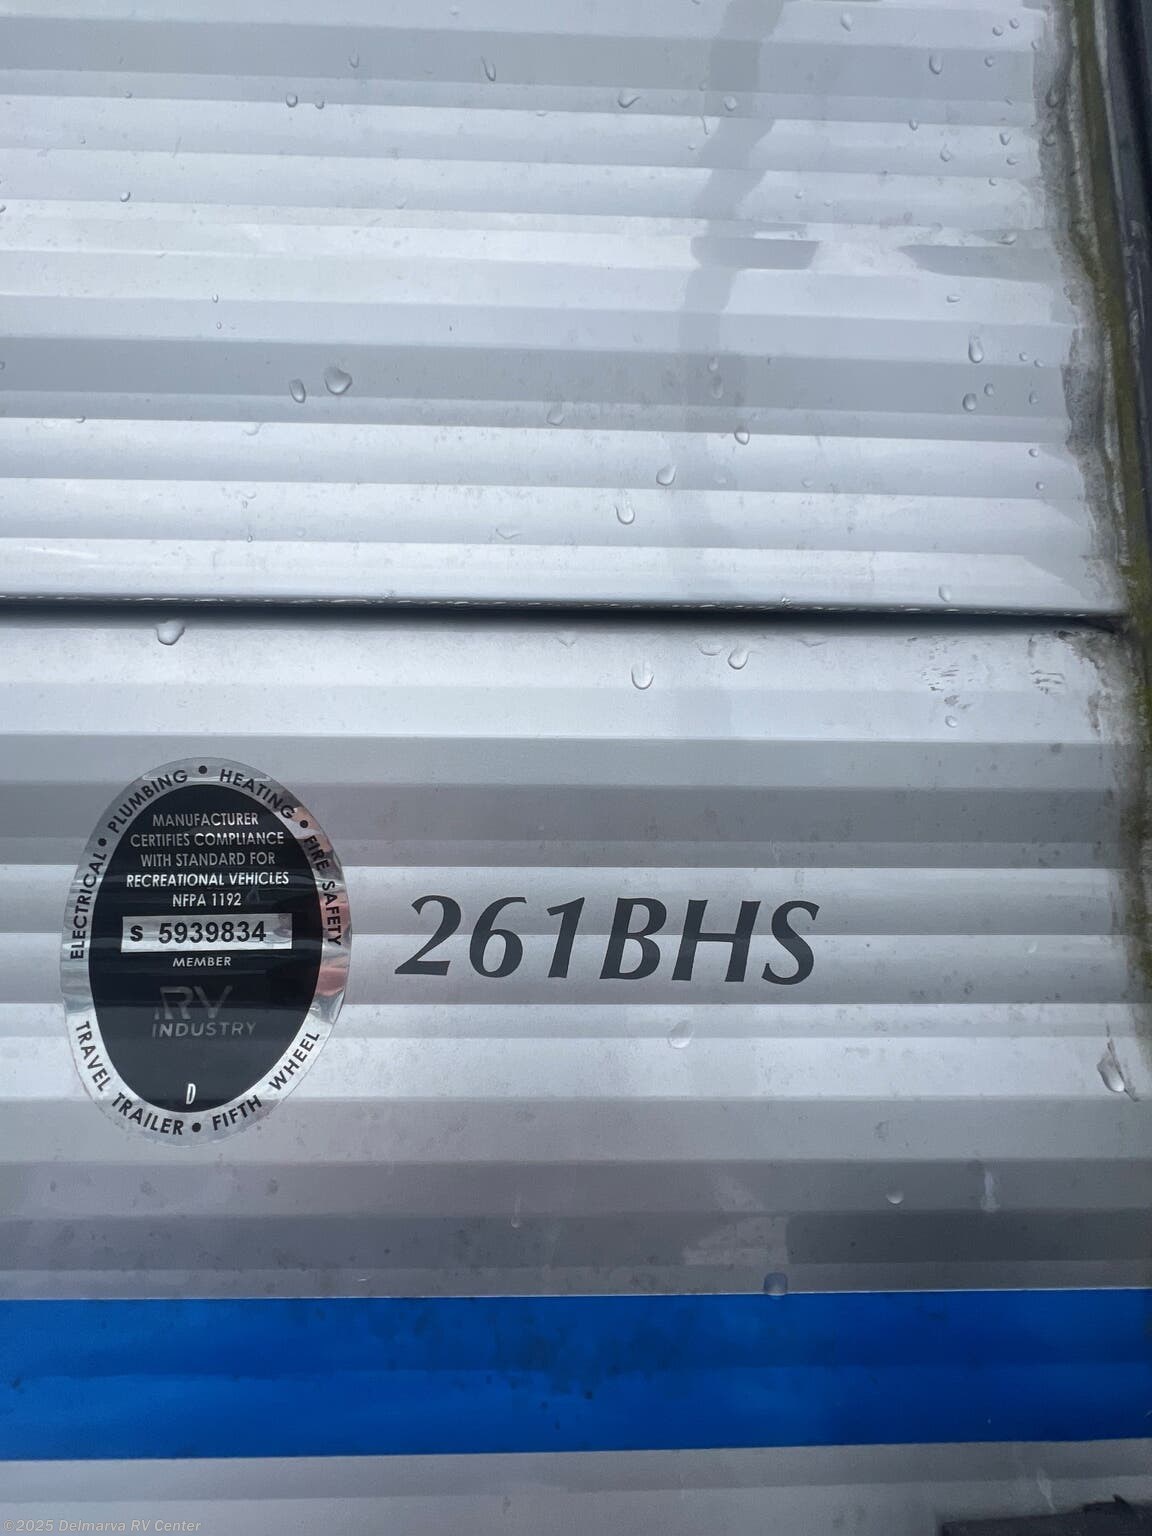 ELECTRICAL • PLUMBING • HEATING • FIRE SAFETY
MANUFACTURER
CERTIFIES COMPLIANCE
WITH STANDARD FOR
RECREATIONAL VEHICLES
NFPA 1192
S 5939834
MEMBER
RV
INDUSTRY
D
TRAVEL TRAILER • FIFTH WHEEL
261BHS
©2025 Delmarva RV Center